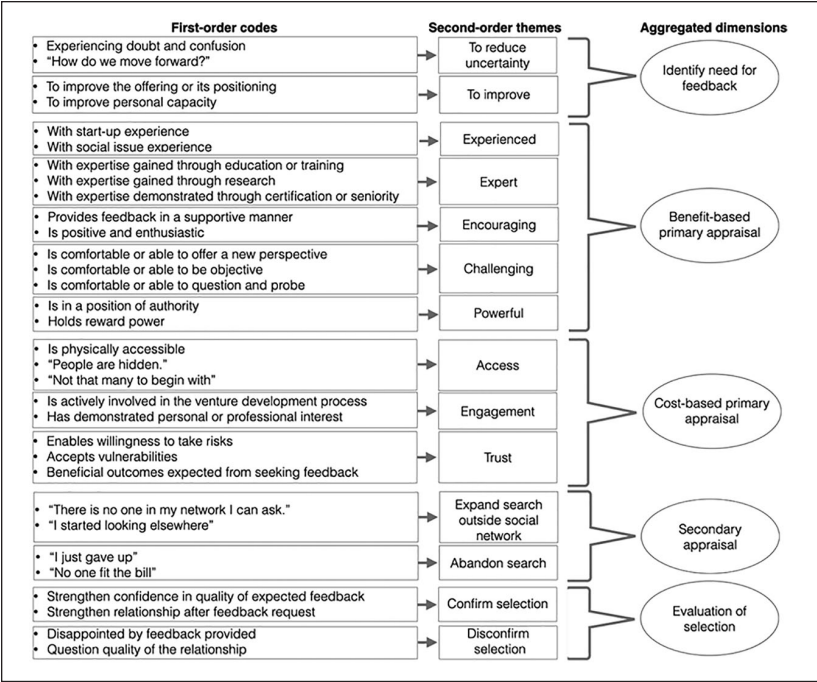 First-order codes
Second-order themes
Aggregated dimensions
• Experiencing doubt and confusion
• “How do we move forward?”
To reduce
uncertainty
• To improve the offering or its positioning
• To improve personal capacity
To improve
Identify need for
feedback
• With start-up experience
• With social issue experience
Experienced
• With expertise gained through education or training
• With expertise gained through research
• With expertise demonstrated through certification or seniority
Expert
• Provides feedback in a supportive manner
• Is positive and enthusiastic
Encouraging
• Is comfortable or able to offer a new perspective
• Is comfortable or able to be objective
• Is comfortable or able to question and probe
Challenging
• Is in a position of authority
• Holds reward power
Powerful
Benefit-based
primary appraisal
• Is physically accessible
• “People are hidden.”
• “Not that many to begin with”
Access
• Is actively involved in the venture development process
• Has demonstrated personal or professional interest
Engagement
• Enables willingness to take risks
• Accepts vulnerabilities
• Beneficial outcomes expected from seeking feedback
Trust
Cost-based primary
appraisal
• “There is no one in my network I can ask.”
• “I started looking elsewhere”
Expand search
outside social
network
• “I just gave up”
• “No one fit the bill”
Abandon search
Secondary
appraisal
• Strengthen confidence in quality of expected feedback
• Strengthen relationship after feedback request
Confirm selection
• Disappointed by feedback provided
• Question quality of the relationship
Disconfirm
selection
Evaluation of
selection